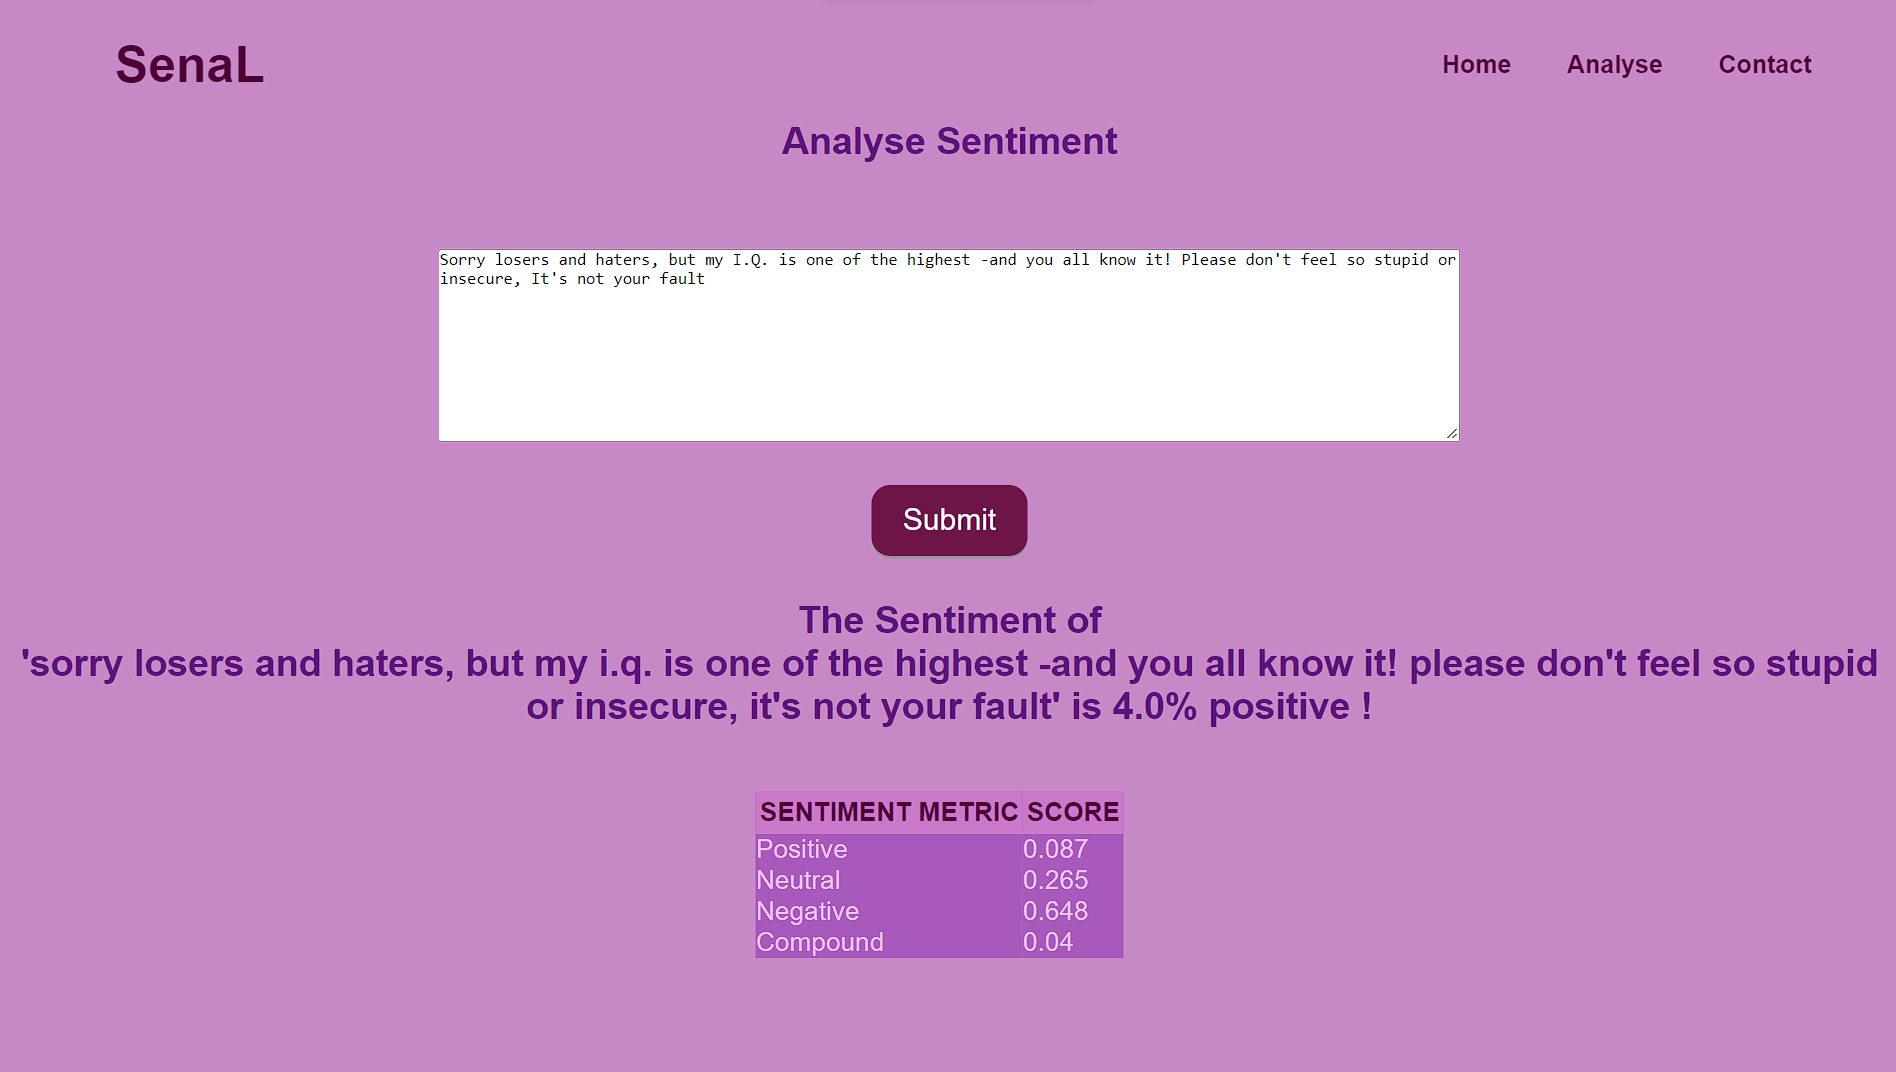 SenaL
Home Analyse Contact
Analyse Sentiment
Sorry losers and haters, but my I.Q. is one of the highest -and you all know it! Please don't feel so stupid or
insecure, It's not your fault
Submit
The Sentiment of
'sorry losers and haters, but my i.q. is one of the highest -and you all know it! please don't feel so stupid
or insecure, it's not your fault' is 4.0% positive !
SENTIMENT METRIC SCORE
Positive 0.087
Neutral 0.265
Negative 0.648
Compound 0.04